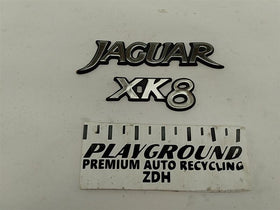 JAGUAR
XK8
PLAYGROUND
PREMIUM AUTO RECYCLING
ZDH